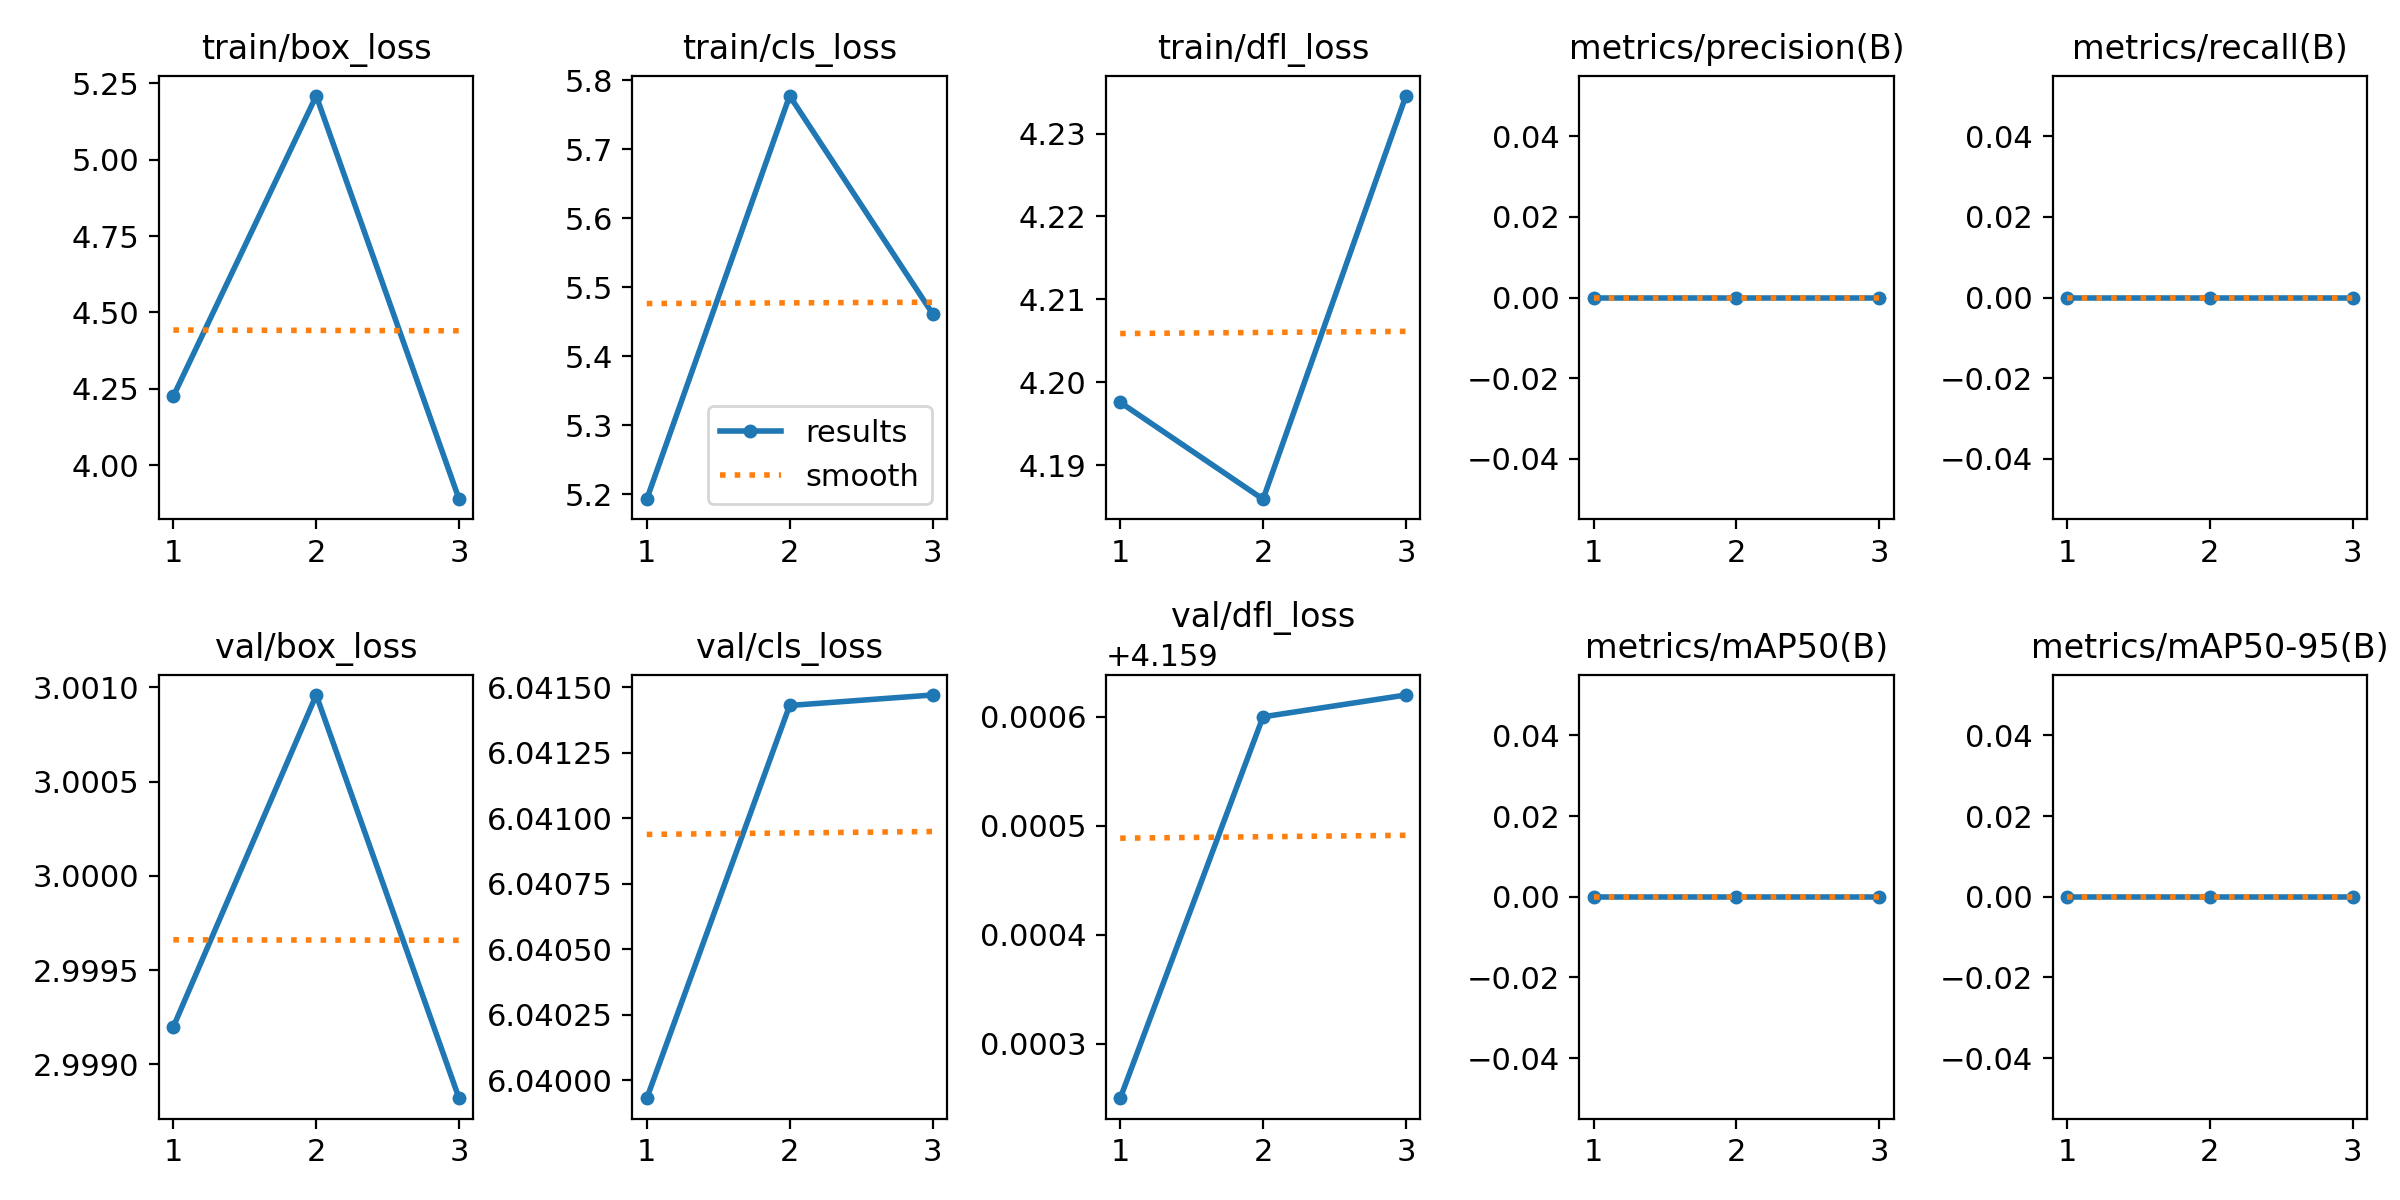 train/box_loss
5.25
5.00
4.75
4.50
4.25
4.00
1 2 3
train/cls_loss
5.8
5.7
5.6
5.5
5.4
5.3
5.2
results
smooth
1 2 3
train/dfl_loss
4.23
4.22
4.21
4.20
4.19
1 2 3
metrics/precision(B)
0.04
0.02
0.00
−0.02
−0.04
1 2 3
metrics/recall(B)
0.04
0.02
0.00
−0.02
−0.04
1 2 3
val/box_loss
3.0010
3.0005
3.0000
2.9995
2.9990
1 2 3
val/cls_loss
6.04150
6.04125
6.04100
6.04075
6.04050
6.04025
6.04000
1 2 3
val/dfl_loss
+4.159
0.0006
0.0005
0.0004
0.0003
1 2 3
metrics/mAP50(B)
0.04
0.02
0.00
−0.02
−0.04
1 2 3
metrics/mAP50-95(B)
0.04
0.02
0.00
−0.02
−0.04
1 2 3